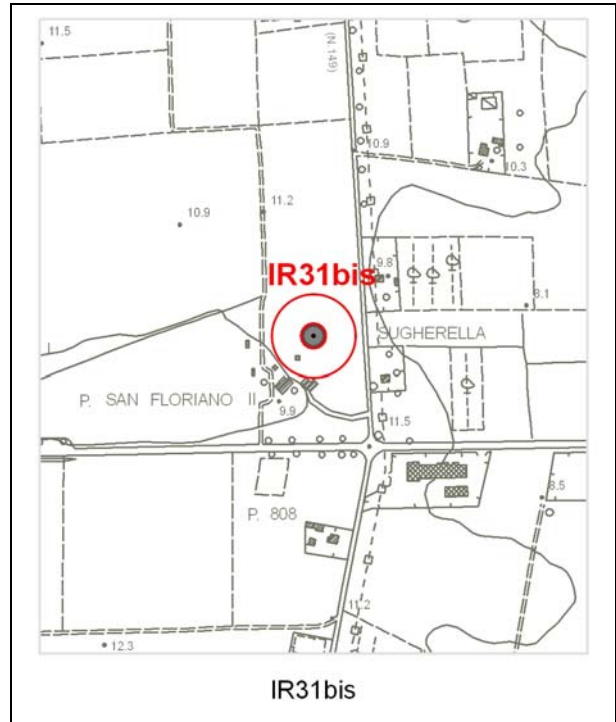 11.5
(N.149)
10.9
10.3
11.2
10.9
9.8
IR31bis
8.1
SUGHERELLA
P. SAN FLORIANO II
9.9
11.5
8.5
P. 808
11.2
12.3
IR31bis